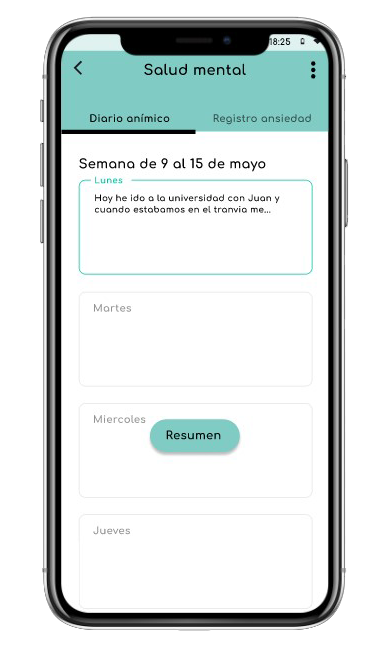 18:25
Salud mental
Diario anímico
Registro ansiedad
Semana de 9 al 15 de mayo
Lunes
Hoy he ido a la universidad con Juan y
cuando estabamos en el tranvia me...
Martes
Miercoles
Resumen
Jueves